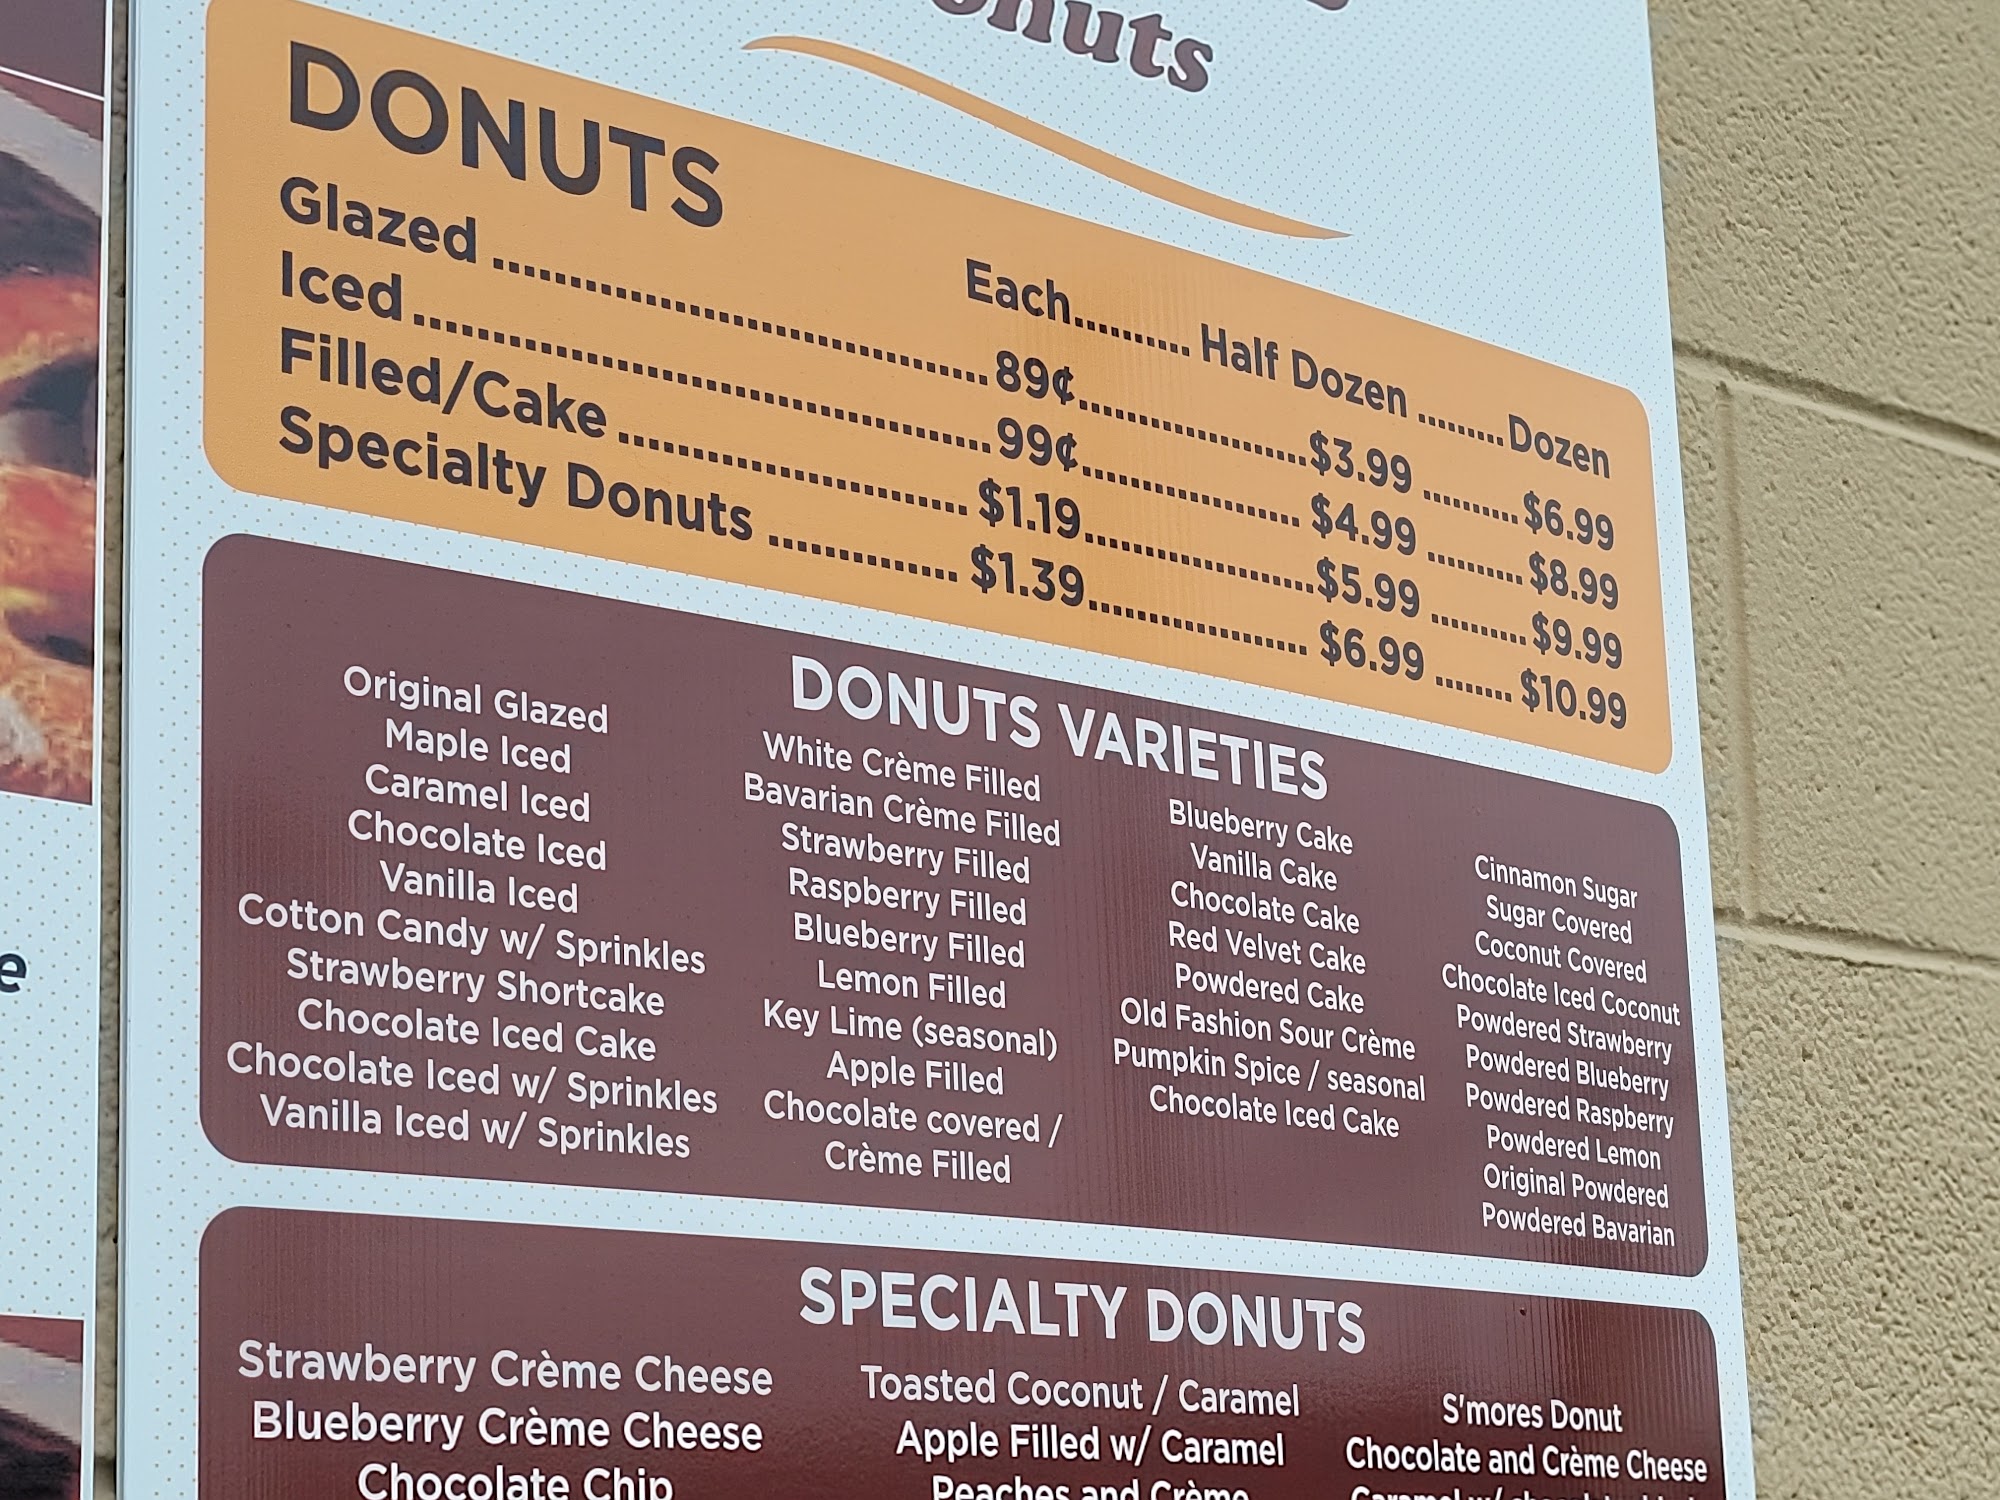 DONUTS
Each.......... Half Dozen .........Dozen
Glazed ........................................89¢.....................$3.99 ..........$6.99
Iced..............................................99¢.....................$4.99 ..........$8.99
Filled/Cake ............................ $1.19.....................$5.99 ..........$9.99
Specialty Donuts ............... $1.39.................... $6.99 ........ $10.99
DONUTS VARIETIES
Original Glazed
Maple Iced
Caramel Iced
Chocolate Iced
Vanilla Iced
Cotton Candy w/ Sprinkles
Strawberry Shortcake
Chocolate Iced Cake
Chocolate Iced w/ Sprinkles
Vanilla Iced w/ Sprinkles
White Crème Filled
Bavarian Crème Filled
Strawberry Filled
Raspberry Filled
Blueberry Filled
Lemon Filled
Key Lime (seasonal)
Apple Filled
Chocolate covered /
Crème Filled
Blueberry Cake
Vanilla Cake
Chocolate Cake
Red Velvet Cake
Powdered Cake
Old Fashion Sour Crème
Pumpkin Spice / seasonal
Chocolate Iced Cake
Cinnamon Sugar
Sugar Covered
Coconut Covered
Chocolate Iced Coconut
Powdered Strawberry
Powdered Blueberry
Powdered Raspberry
Powdered Lemon
Original Powdered
Powdered Bavarian
SPECIALTY DONUTS
Strawberry Crème Cheese
Blueberry Crème Cheese
Chocolate Chip
Toasted Coconut / Caramel
Apple Filled w/ Caramel
Peaches and Crème
S'mores Donut
Chocolate and Crème Cheese